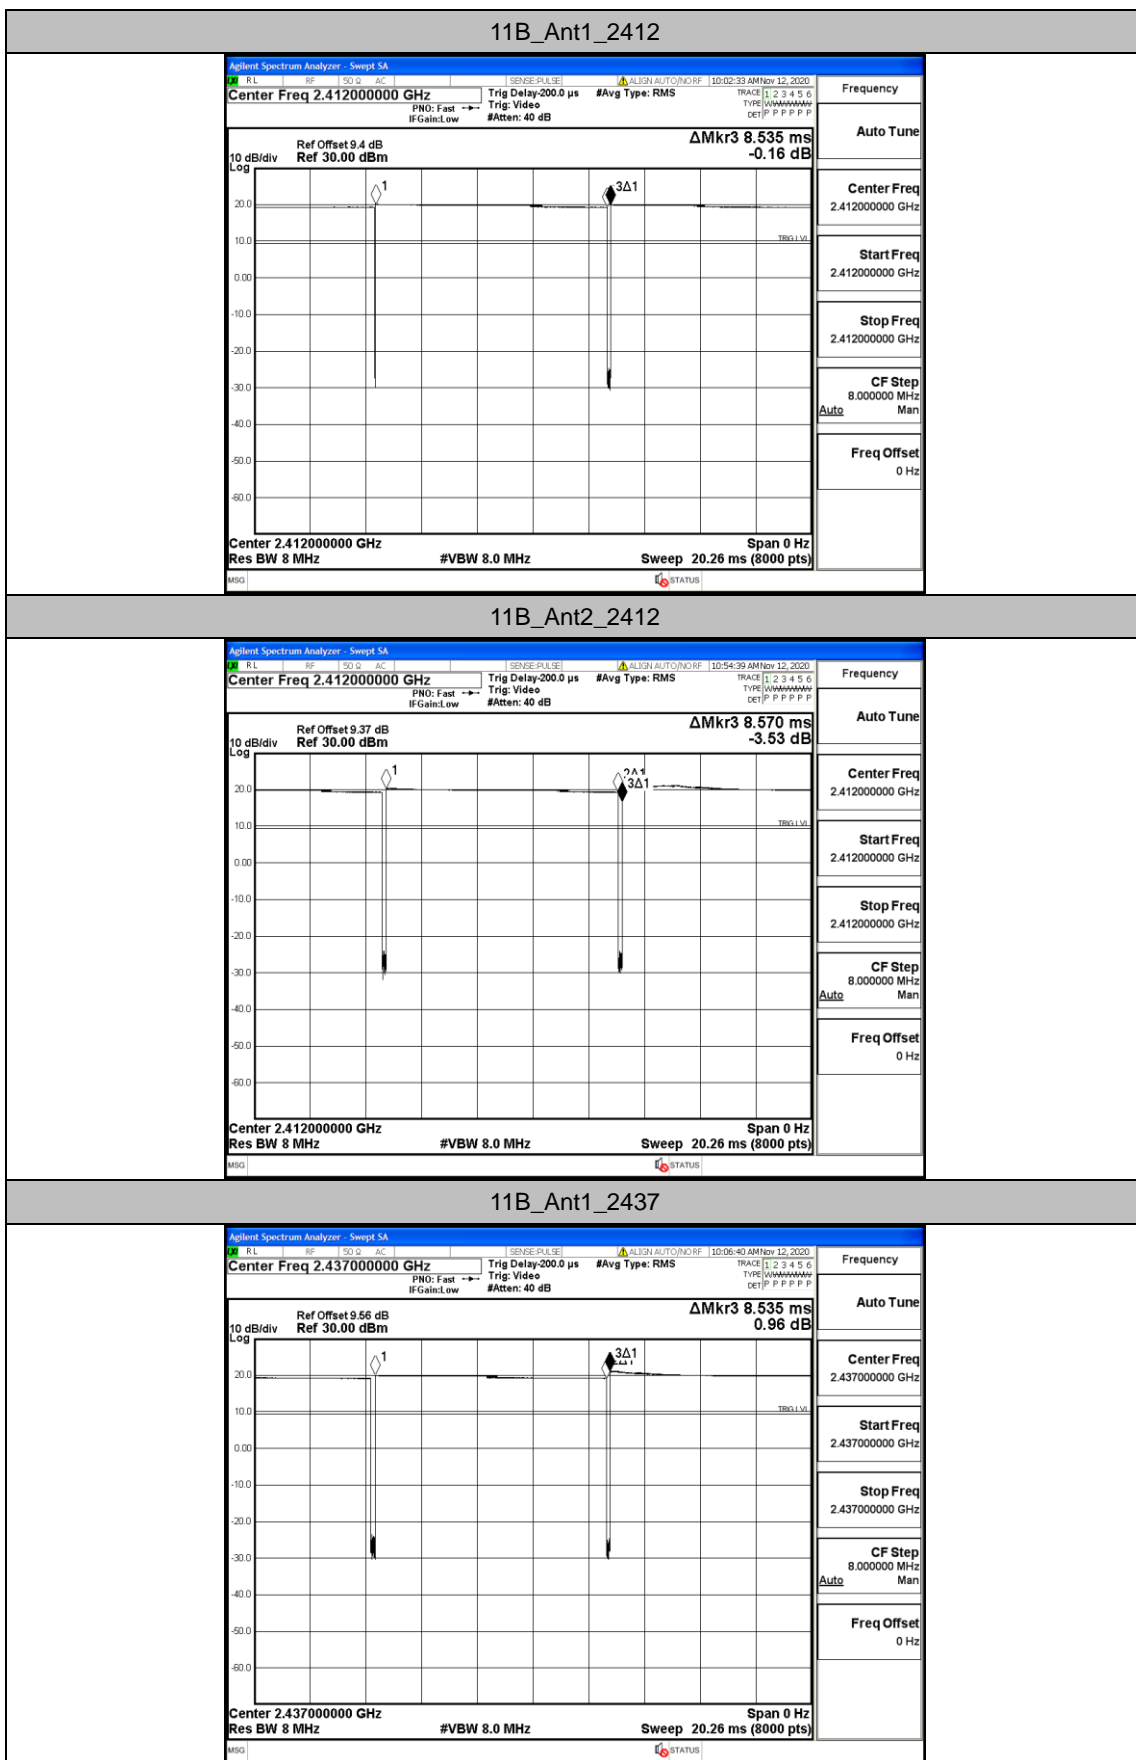 11B_Ant1_2412
Agilent Spectrum Analyzer - Swept SA
RL RF 50 Ω AC SENSE:PULSE ALIGN AUTO/NO RF 10:02:33 AM Nov 12, 2020
Center Freq 2.412000000 GHz Trig Delay-200.0 µs #Avg Type: RMS TRACE 1 2 3 4 5 6
PNO: Fast Trig: Video TYPE
IFGain:Low #Atten: 40 dB DET P P P P P P
Frequency
Auto Tune
Ref Offset 9.4 dB ΔMkr3 8.535 ms
10 dB/div Ref 30.00 dBm -0.16 dB
Log
1
3Δ1
20.0
10.0
TRIG LVL
0.00
-10.0
-20.0
-30.0
-40.0
-50.0
-60.0
Center 2.412000000 GHz Span 0 Hz
Res BW 8 MHz #VBW 8.0 MHz Sweep 20.26 ms (8000 pts)
MSG STATUS
Center Freq
2.412000000 GHz
Start Freq
2.412000000 GHz
Stop Freq
2.412000000 GHz
CF Step
8.000000 MHz
Auto Man
Freq Offset
0 Hz
11B_Ant2_2412
Agilent Spectrum Analyzer - Swept SA
RL RF 50 Ω AC SENSE:PULSE ALIGN AUTO/NO RF 10:54:39 AM Nov 12, 2020
Center Freq 2.412000000 GHz Trig Delay-200.0 µs #Avg Type: RMS TRACE 1 2 3 4 5 6
PNO: Fast Trig: Video TYPE
IFGain:Low #Atten: 40 dB DET P P P P P P
Frequency
Auto Tune
Ref Offset 9.37 dB ΔMkr3 8.570 ms
10 dB/div Ref 30.00 dBm -3.53 dB
Log
1
2Δ1
3Δ1
20.0
10.0
TRIG LVL
0.00
-10.0
-20.0
-30.0
-40.0
-50.0
-60.0
Center 2.412000000 GHz Span 0 Hz
Res BW 8 MHz #VBW 8.0 MHz Sweep 20.26 ms (8000 pts)
MSG STATUS
Center Freq
2.412000000 GHz
Start Freq
2.412000000 GHz
Stop Freq
2.412000000 GHz
CF Step
8.000000 MHz
Auto Man
Freq Offset
0 Hz
11B_Ant1_2437
Agilent Spectrum Analyzer - Swept SA
RL RF 50 Ω AC SENSE:PULSE ALIGN AUTO/NO RF 10:06:40 AM Nov 12, 2020
Center Freq 2.437000000 GHz Trig Delay-200.0 µs #Avg Type: RMS TRACE 1 2 3 4 5 6
PNO: Fast Trig: Video TYPE
IFGain:Low #Atten: 40 dB DET P P P P P P
Frequency
Auto Tune
Ref Offset 9.56 dB ΔMkr3 8.535 ms
10 dB/div Ref 30.00 dBm 0.96 dB
Log
1
3Δ1
20.0
10.0
TRIG LVL
0.00
-10.0
-20.0
-30.0
-40.0
-50.0
-60.0
Center 2.437000000 GHz Span 0 Hz
Res BW 8 MHz #VBW 8.0 MHz Sweep 20.26 ms (8000 pts)
MSG STATUS
Center Freq
2.437000000 GHz
Start Freq
2.437000000 GHz
Stop Freq
2.437000000 GHz
CF Step
8.000000 MHz
Auto Man
Freq Offset
0 Hz